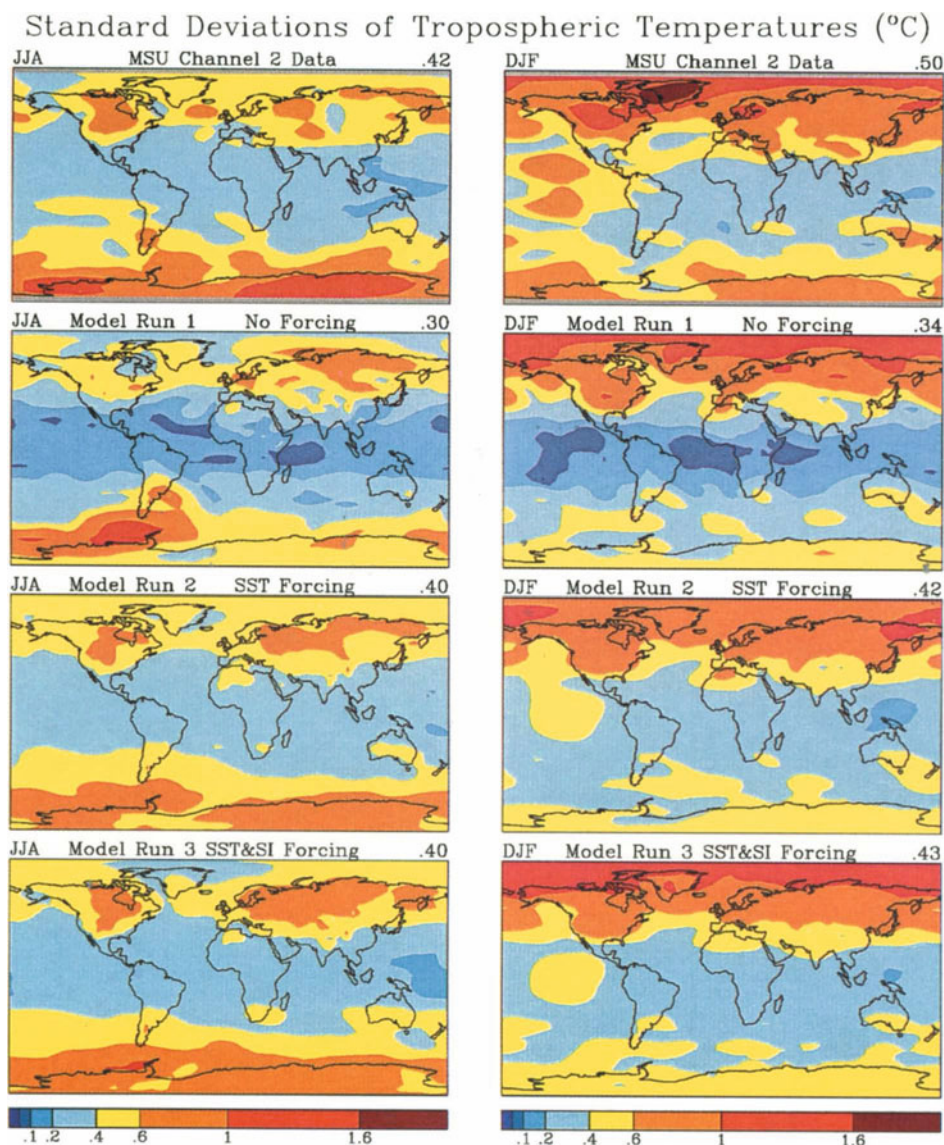 Standard Deviations of Tropospheric Temperatures (°C)
JJA MSU Channel 2 Data .42
DJF MSU Channel 2 Data .50
JJA Model Run 1 No Forcing .30
DJF Model Run 1 No Forcing .34
JJA Model Run 2 SST Forcing .40
DJF Model Run 2 SST Forcing .42
JJA Model Run 3 SST&SI Forcing .40
DJF Model Run 3 SST&SI Forcing .43
.1 .2 .4 .6 1 1.6
.1 .2 .4 .6 1 1.6